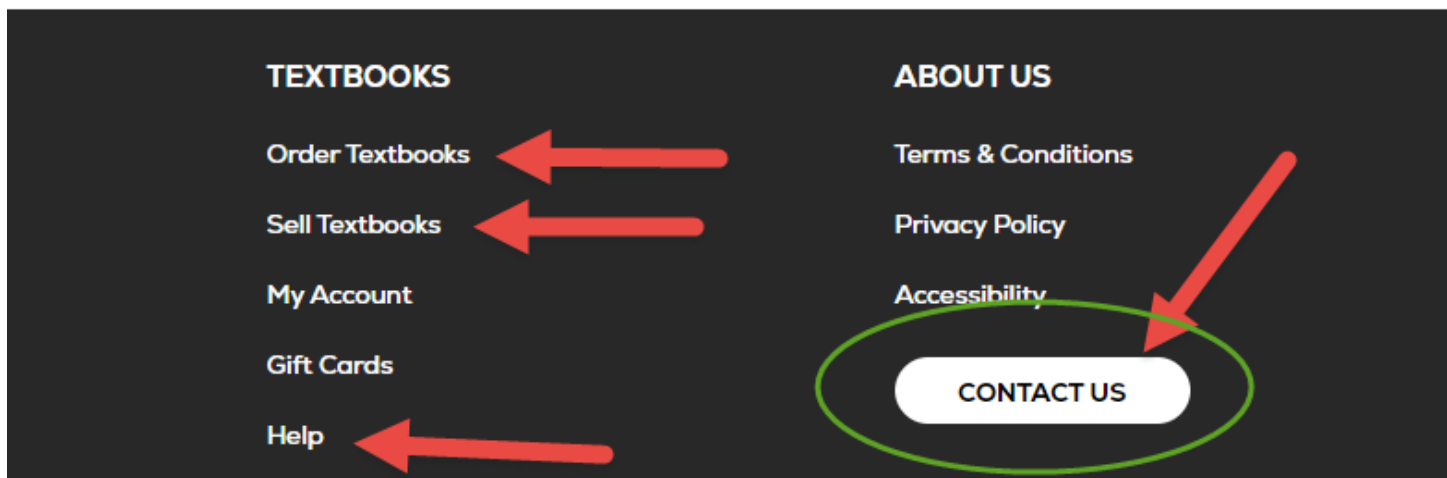 TEXTBOOKS
Order Textbooks
Sell Textbooks
My Account
Gift Cards
Help
ABOUT US
Terms & Conditions
Privacy Policy
Accessibility
CONTACT US